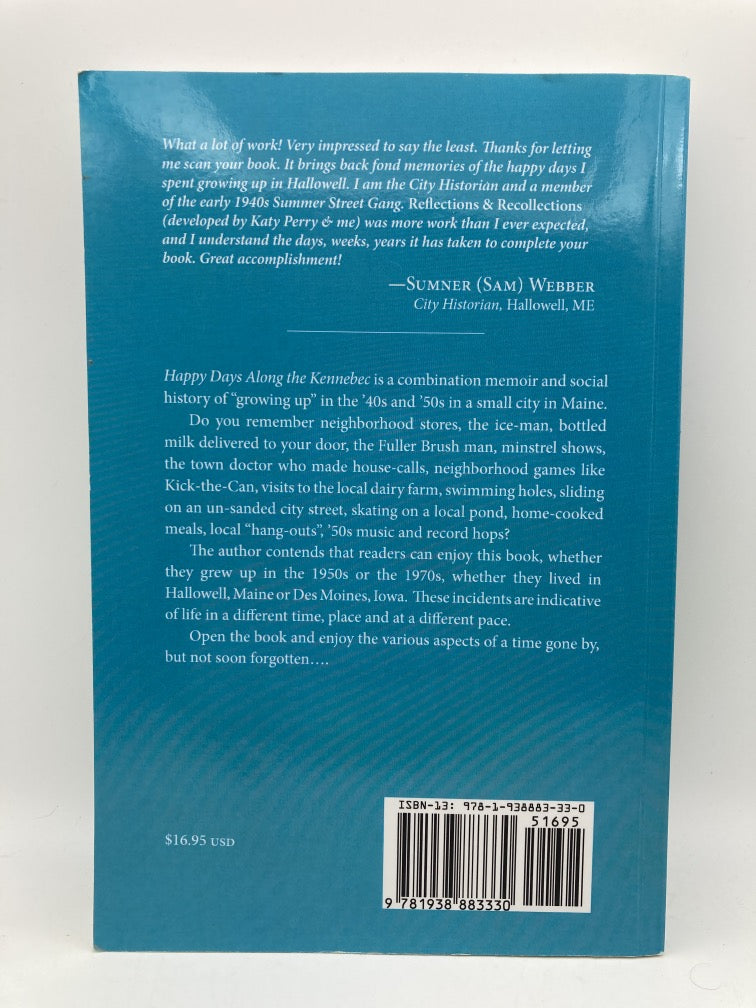 What a lot of work! Very impressed to say the least. Thanks for letting
me scan your book. It brings back fond memories of the happy days I
spent growing up in Hallowell. I am the City Historian and a member
of the early 1940s Summer Street Gang. Reflections & Recollections
(developed by Katy Perry & me) was more work than I ever expected,
and I understand the days, weeks, years it has taken to complete your
book. Great accomplishment!
—Sumner (Sam) Webber
City Historian, Hallowell, ME
Happy Days Along the Kennebec is a combination memoir and social
history of "growing up" in the '40s and '50s in a small city in Maine.
Do you remember neighborhood stores, the ice-man, bottled
milk delivered to your door, the Fuller Brush man, minstrel shows,
the town doctor who made house-calls, neighborhood games like
Kick-the-Can, visits to the local dairy farm, swimming holes, sliding
on an un-sanded city street, skating on a local pond, home-cooked
meals, local "hang-outs", '50s music and record hops?
The author contends that readers can enjoy this book, whether
they grew up in the 1950s or the 1970s, whether they lived in
Hallowell, Maine or Des Moines, Iowa. These incidents are indicative
of life in a different time, place and at a different pace.
Open the book and enjoy the various aspects of a time gone by,
but not soon forgotten….
ISBN-13: 978-1-938883-33-0
51695
$16.95 USD
9 781938 883330